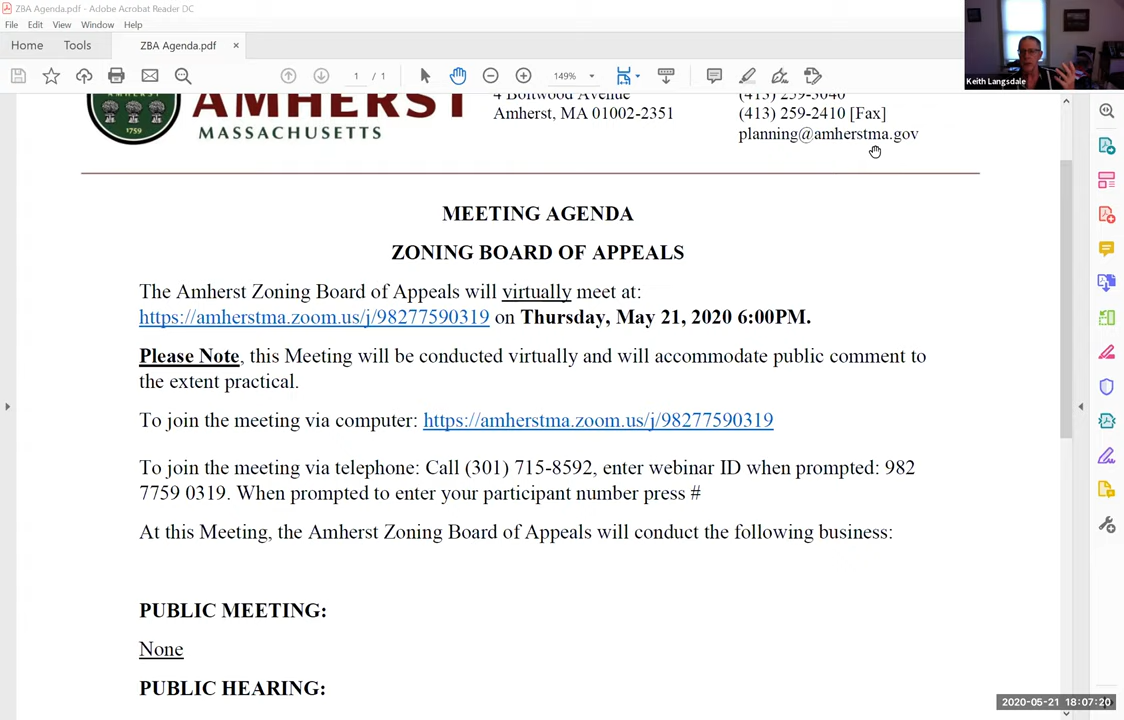 ZBA Agenda.pdf - Adobe Acrobat Reader DC
File Edit View Window Help
Home Tools ZBA Agenda.pdf ×
1 / 1 149%
Keith Langsdale
1759
AMHERST
MASSACHUSETTS
4 Boltwood Avenue
Amherst, MA 01002-2351
(413) 259-3040
(413) 259-2410 [Fax]
planning@amherstma.gov
MEETING AGENDA
ZONING BOARD OF APPEALS
The Amherst Zoning Board of Appeals will virtually meet at:
https://amherstma.zoom.us/j/98277590319 on Thursday, May 21, 2020 6:00PM.
Please Note, this Meeting will be conducted virtually and will accommodate public comment to
the extent practical.
To join the meeting via computer: https://amherstma.zoom.us/j/98277590319
To join the meeting via telephone: Call (301) 715-8592, enter webinar ID when prompted: 982
7759 0319. When prompted to enter your participant number press #
At this Meeting, the Amherst Zoning Board of Appeals will conduct the following business:
PUBLIC MEETING:
None
PUBLIC HEARING:
2020-05-21 18:07:20